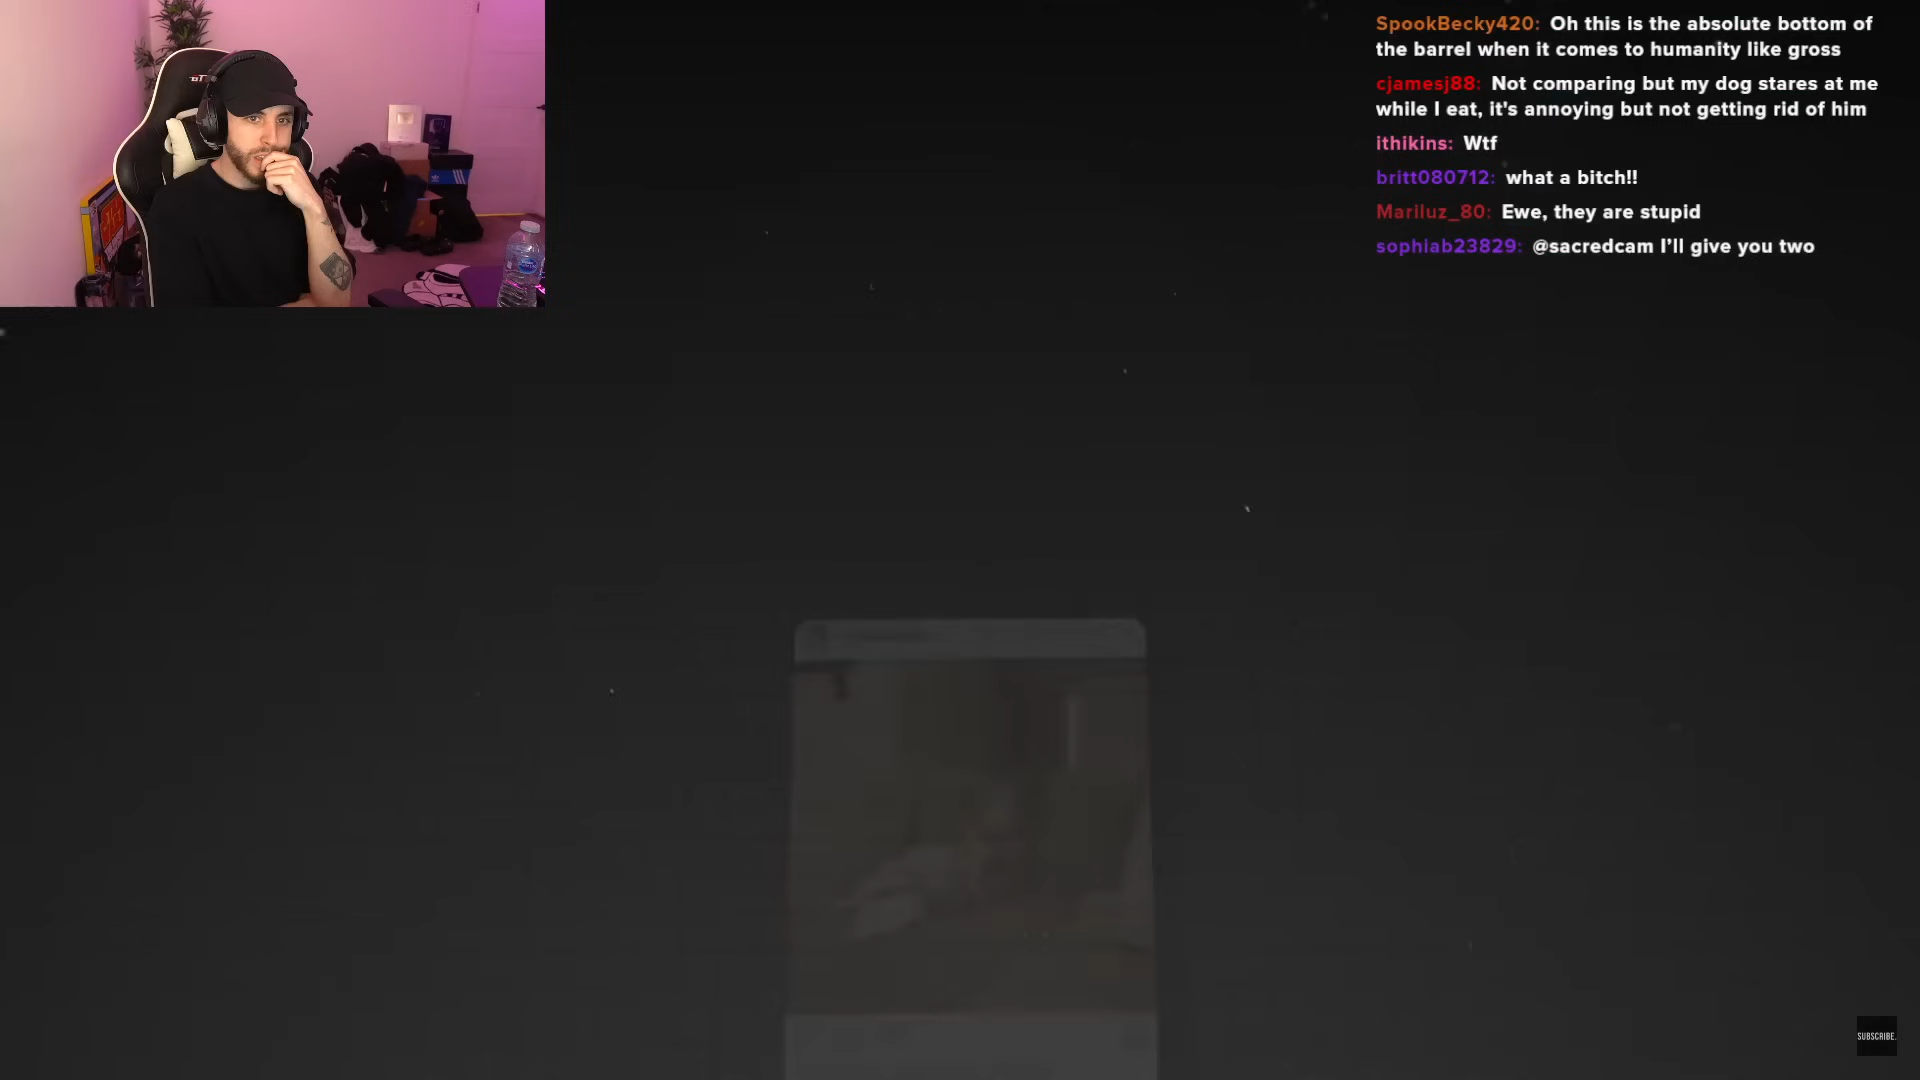 SpookBecky420: Oh this is the absolute bottom of
the barrel when it comes to humanity like gross
cjamesj88: Not comparing but my dog stares at me
while I eat, it's annoying but not getting rid of him
ithikins: Wtf
britt080712: what a bitch!!
Mariluz_80: Ewe, they are stupid
sophiab23829: @sacredcam I'll give you two
SUBSCRIBE.